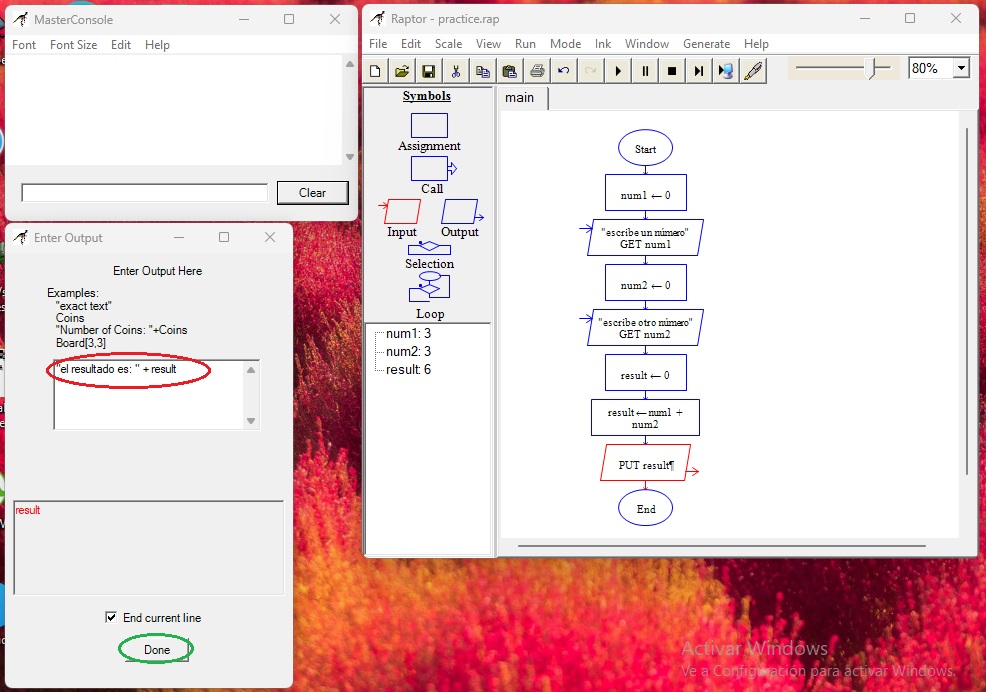 MasterConsole
Font Font Size Edit Help
Clear
Enter Output
Enter Output Here
Examples:
"exact text"
Coins
"Number of Coins: "+Coins
Board[3,3]
"el resultado es: " + result
result
End current line
Done
Raptor - practice.rap
File Edit Scale View Run Mode Ink Window Generate Help
80%
Symbols
Assignment
Call
Input Output
Selection
Loop
num1: 3
num2: 3
result: 6
main
Start
num1 ← 0
"escribe un número"
GET num1
num2 ← 0
"escribe otro número"
GET num2
result ← 0
result ← num1 +
num2
PUT result¶
End
Activar Windows
Ve a Configuración para activar Windows.